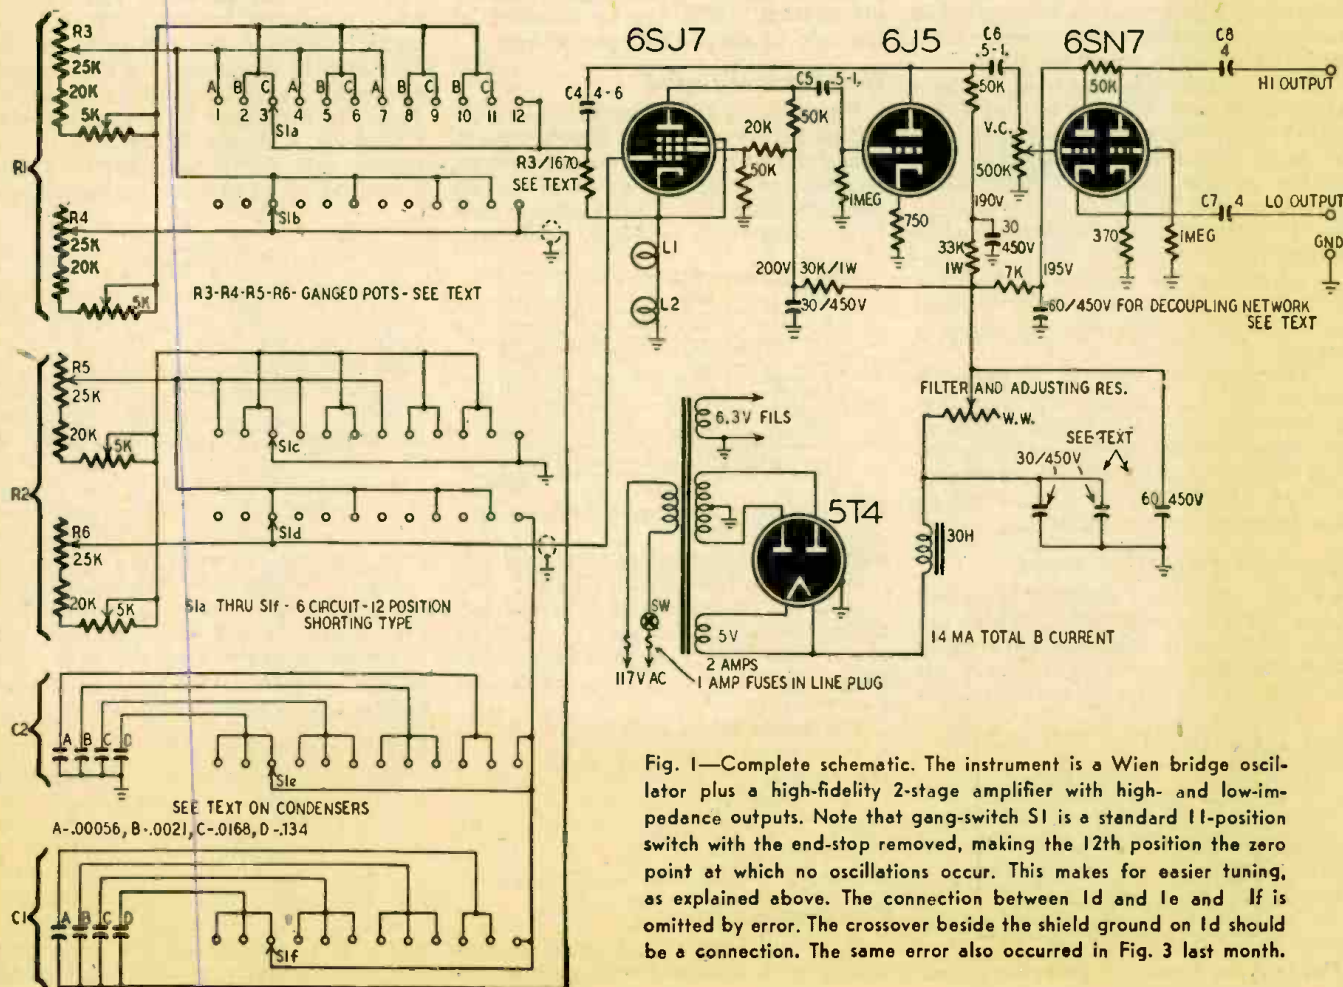 R3
25K
20K
5K
R1
R4
25K
20K
5K
A B C A B C A B C B C
1 2 3 4 5 6 7 8 9 10 11 12
S1a
S1b
R3-R4-R5-R6- GANGED POTS - SEE TEXT
R5
25K
20K
5K
R2
R6
25K
20K
5K
S1c
S1d
S1a THRU S1f - 6 CIRCUIT - 12 POSITION
SHORTING TYPE
C2
A B C D
S1e
SEE TEXT ON CONDENSERS
A-.00056, B-.0021, C-.0168, D-.134
C1
A B C D
S1f
6SJ7
6J5
6SN7
C4 4-6
R3/1670
SEE TEXT
L1
L2
20K
50K
50K
C5 .5-1.
1MEG
750
C6
.5-1.
50K
V.C.
500K
190V
30
450V
33K
1W
200V
30K/1W
30/450V
7K
195V
60/450V FOR DECOUPLING NETWORK
SEE TEXT
50K
370
1MEG
C8
4
HI OUTPUT
C7 4
LO OUTPUT
GND
FILTER AND ADJUSTING RES.
W.W.
SEE TEXT
30/450V
60/450V
30H
6.3V FILS
5T4
5V
2 AMPS
SW
117V AC
1 AMP FUSES IN LINE PLUG
14 MA TOTAL B CURRENT
Fig. 1—Complete schematic. The instrument is a Wien bridge oscil-
lator plus a high-fidelity 2-stage amplifier with high- and low-im-
pedance outputs. Note that gang-switch S1 is a standard 11-position
switch with the end-stop removed, making the 12th position the zero
point at which no oscillations occur. This makes for easier tuning,
as explained above. The connection between 1d and 1e and 1f is
omitted by error. The crossover beside the shield ground on 1d should
be a connection. The same error also occurred in Fig. 3 last month.